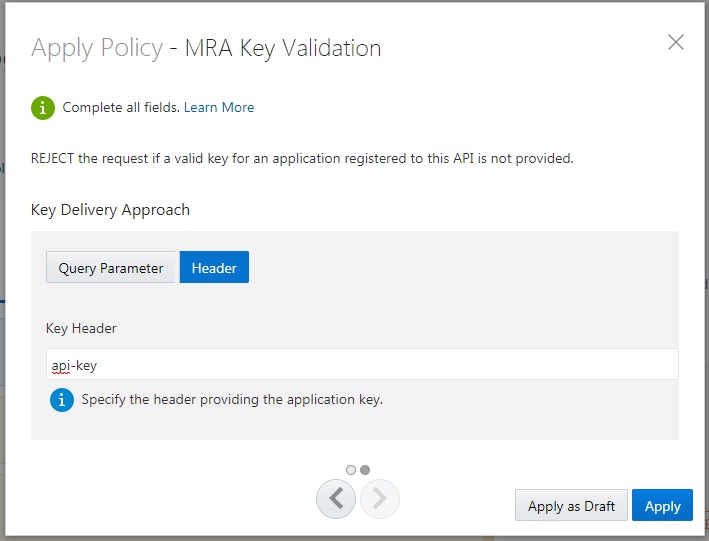 Apply Policy - MRA Key Validation
Complete all fields. Learn More
REJECT the request if a valid key for an application registered to this API is not provided.
Key Delivery Approach
Query Parameter Header
Key Header
api-key
Specify the header providing the application key.
Apply as Draft Apply